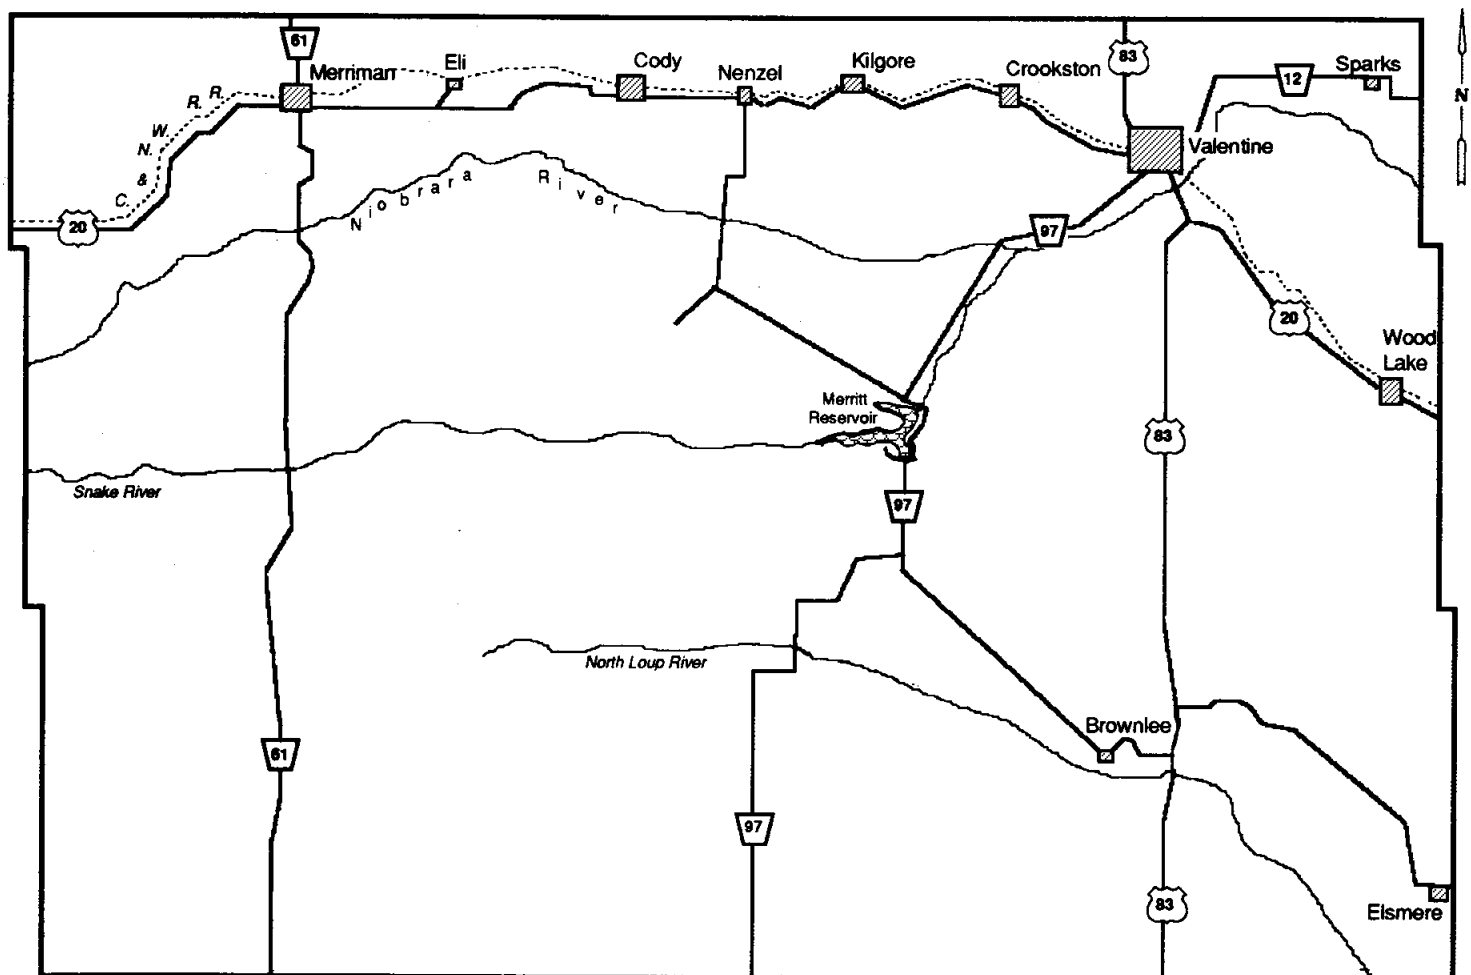 61
83
Merriman
Eli
Cody
Nenzel
Kilgore
Crookston
12
Sparks
N
C. & N. W. R. R.
Valentine
20
Niobrara River
97
20
Wood
Lake
Merritt
Reservoir
83
Snake River
97
North Loup River
Brownlee
61
97
83
Elsmere